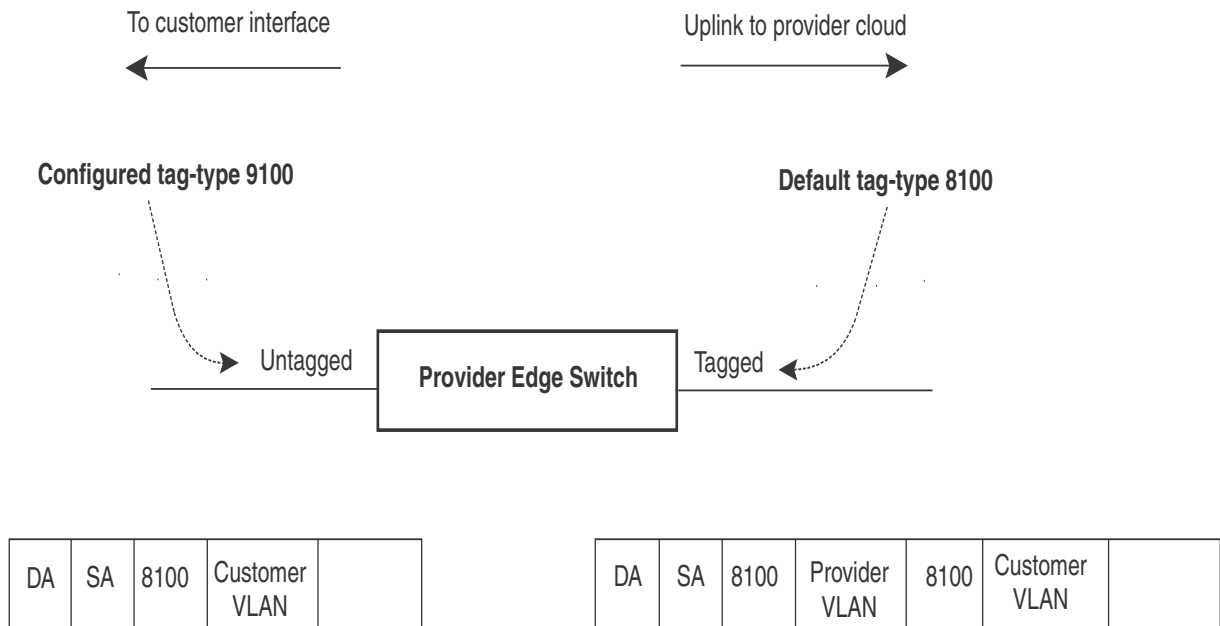 To customer interface
Uplink to provider cloud
Configured tag-type 9100
Default tag-type 8100
Untagged
Provider Edge Switch
Tagged
DA SA 8100 Customer VLAN
DA SA 8100 Provider VLAN 8100 Customer VLAN